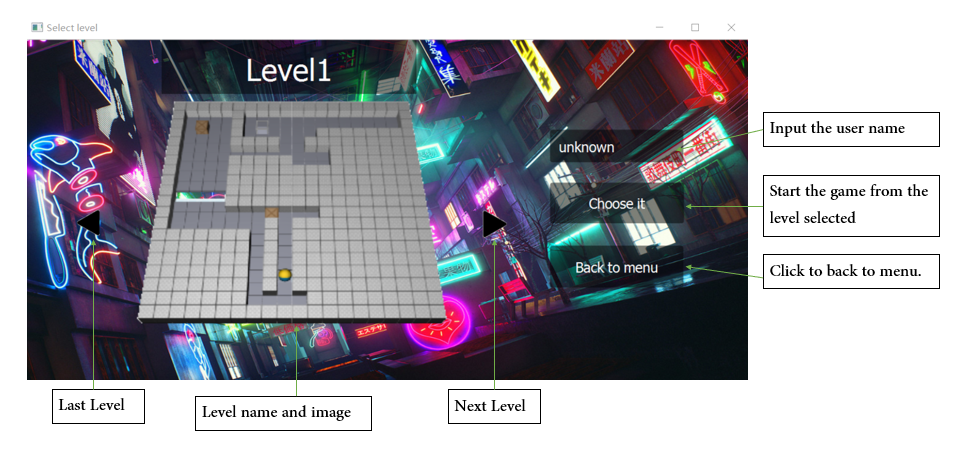 Select level
Level1
unknown
Choose it
Back to menu
Input the user name
Start the game from the
level selected
Click to back to menu.
Last Level
Level name and image
Next Level